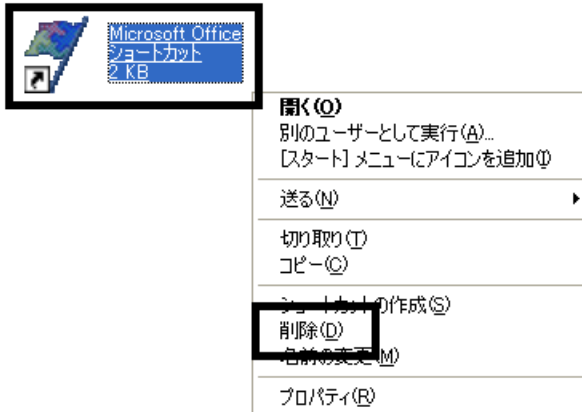 Microsoft Office
ショートカット
2 KB
開く(O)
別のユーザーとして実行(A)...
[スタート] メニューにアイコンを追加(I)
送る(N)
切り取り(T)
コピー(C)
ショートカットの作成(S)
削除(D)
名前の変更(M)
プロパティ(R)